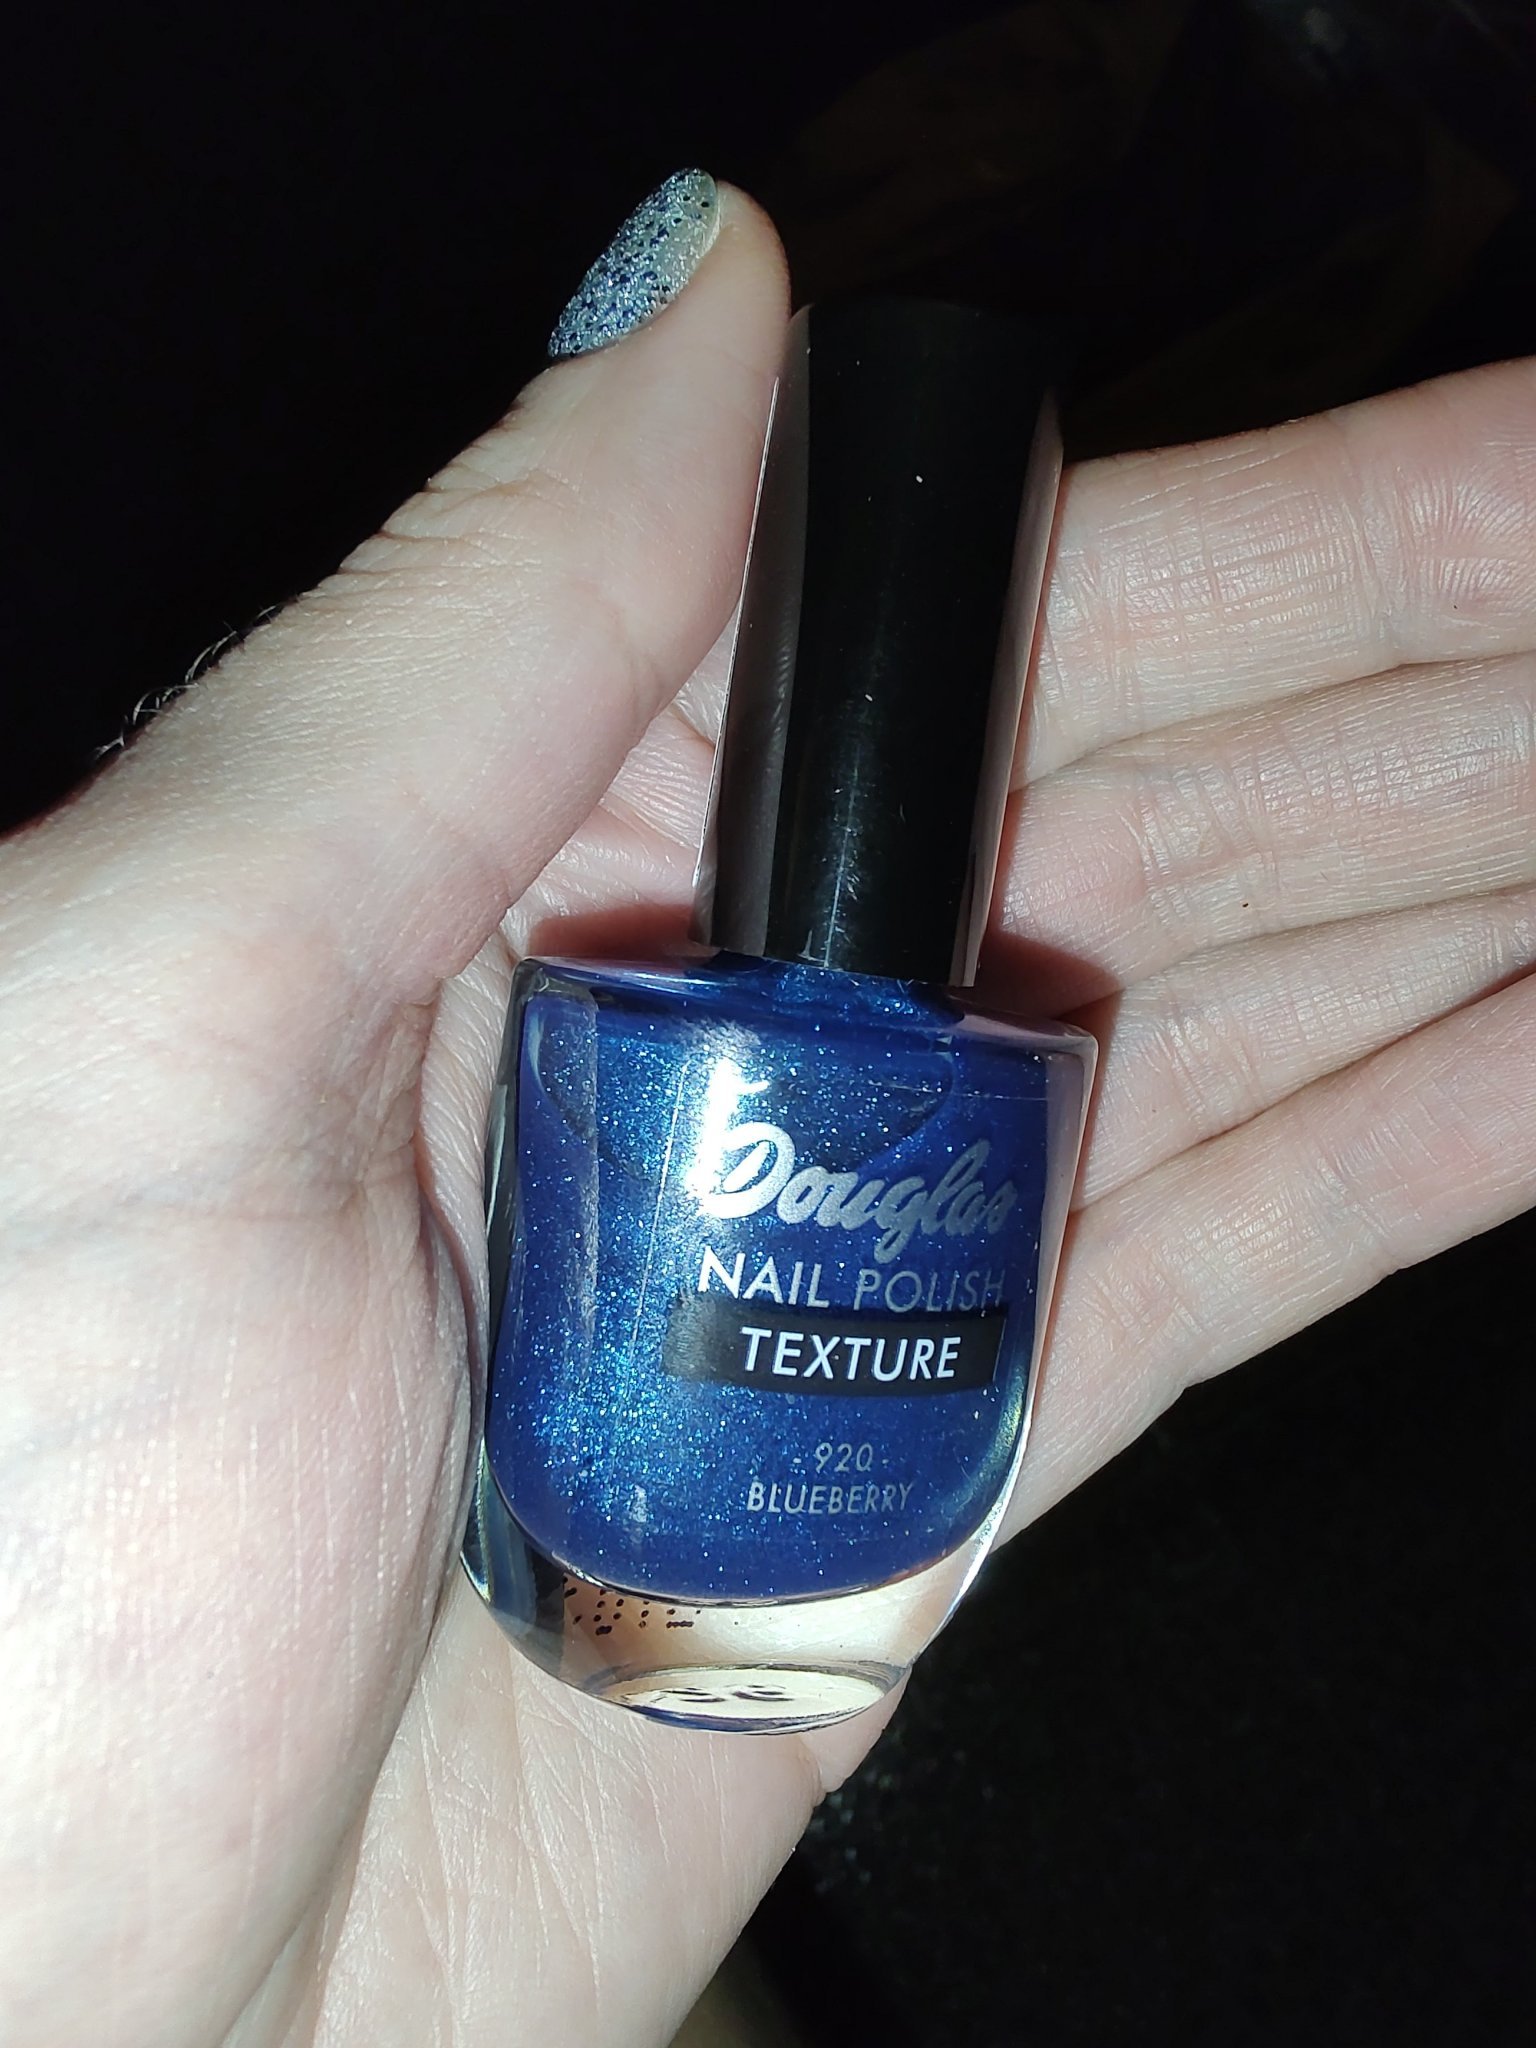 Douglas
NAIL POLISH
TEXTURE
- 920 -
BLUEBERRY